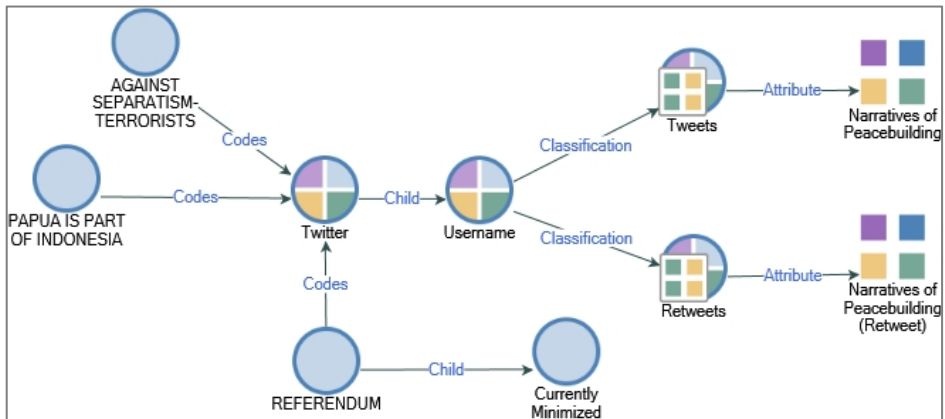 AGAINST
SEPARATISM-
TERRORISTS
Codes
PAPUA IS PART
OF INDONESIA
Codes
Twitter
Child
Username
Classification
Tweets
Attribute
Narratives of
Peacebuilding
Classification
Retweets
Attribute
Narratives of
Peacebuilding
(Retweet)
Codes
REFERENDUM
Child
Currently
Minimized